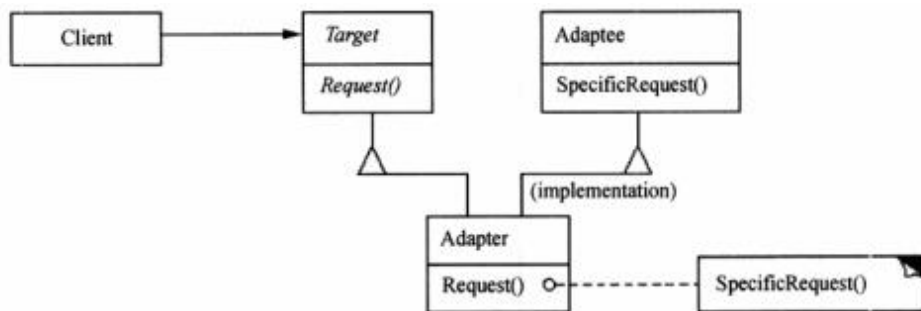 Client
Target
Request()
Adaptee
SpecificRequest()
(implementation)
Adapter
Request()
SpecificRequest()